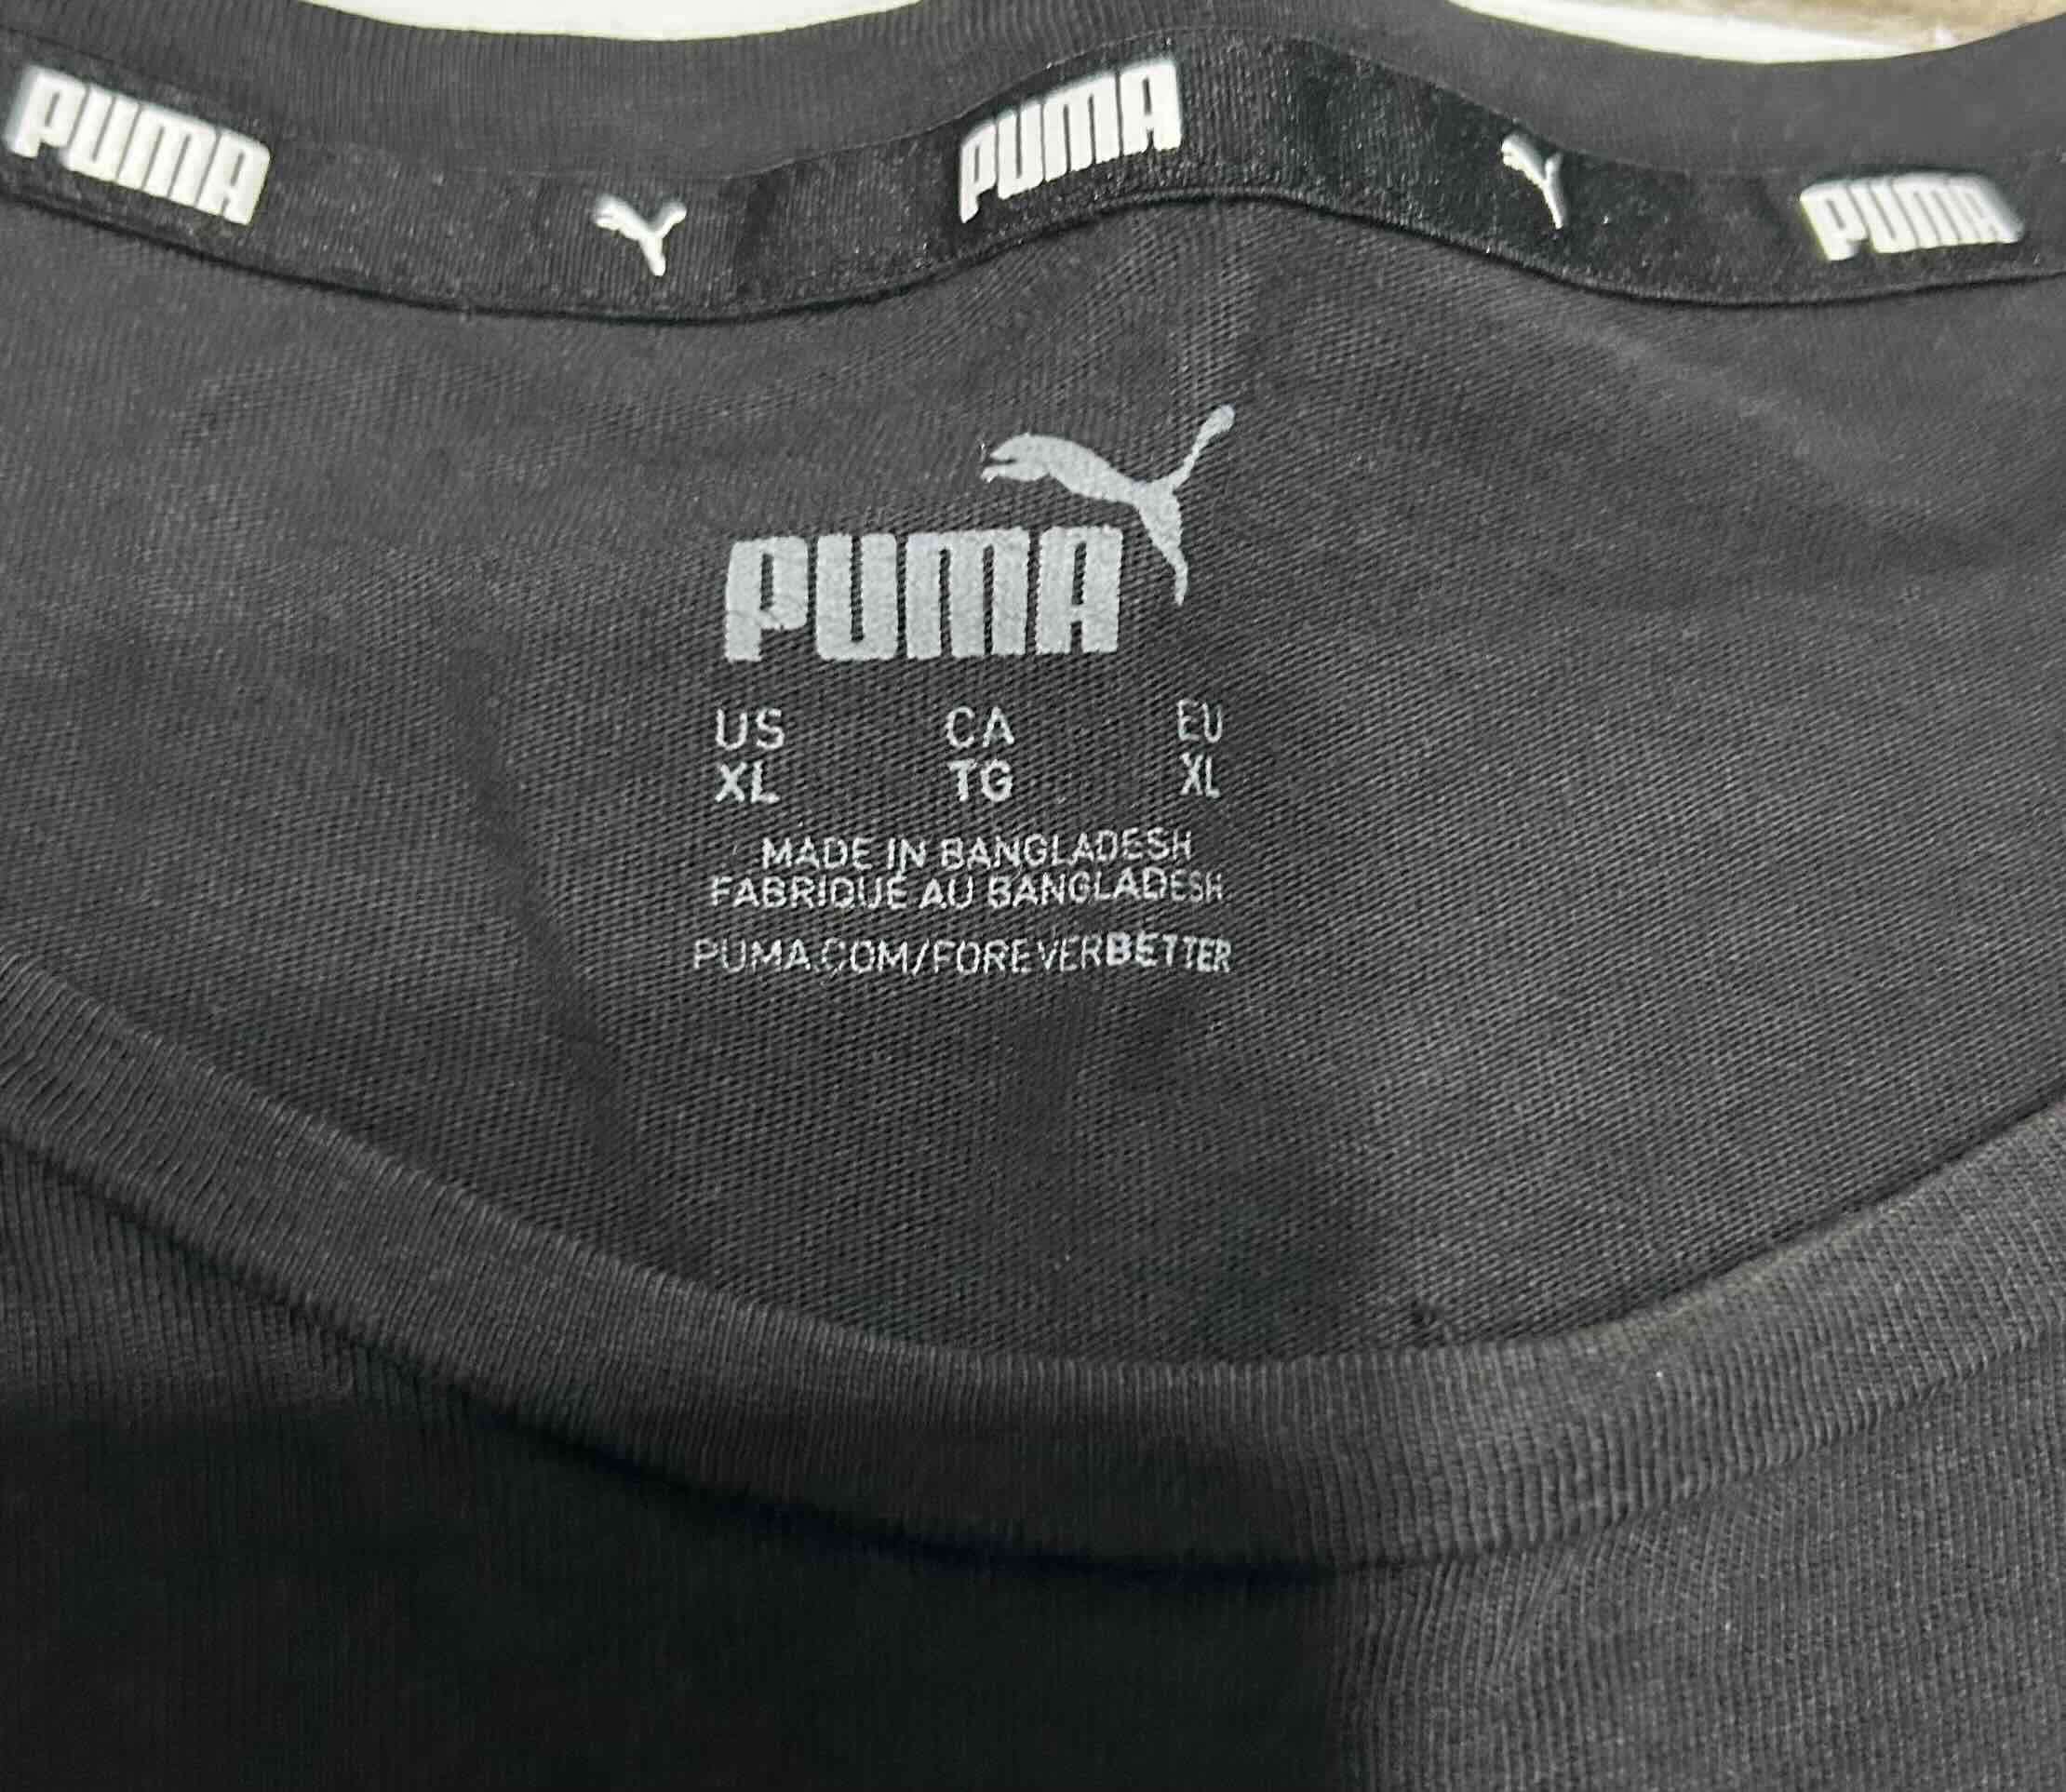 PUMA PUMA PUMA
PUMA
US CA EU
XL TG XL
MADE IN BANGLADESH
FABRIQUÉ AU BANGLADESH
PUMA.COM/FOREVERBETTER